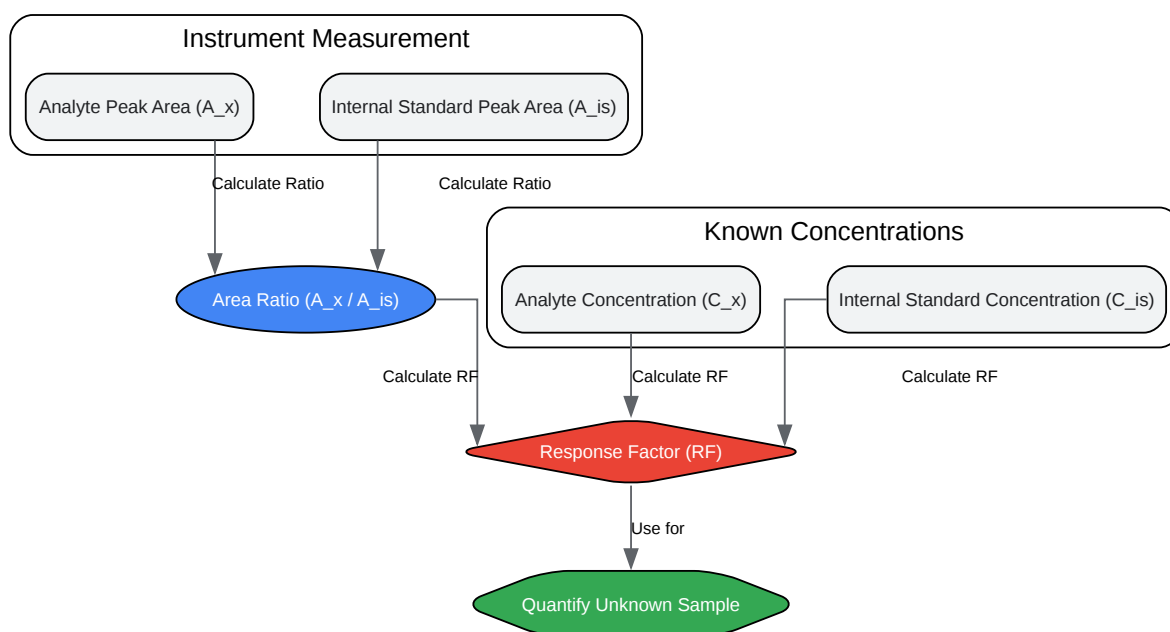 Instrument Measurement
Analyte Peak Area (A_x)
Internal Standard Peak Area (A_is)
Calculate Ratio
Calculate Ratio
Known Concentrations
Area Ratio (A_x / A_is)
Analyte Concentration (C_x)
Internal Standard Concentration (C_is)
Calculate RF
Calculate RF
Calculate RF
Response Factor (RF)
Use for
Quantify Unknown Sample